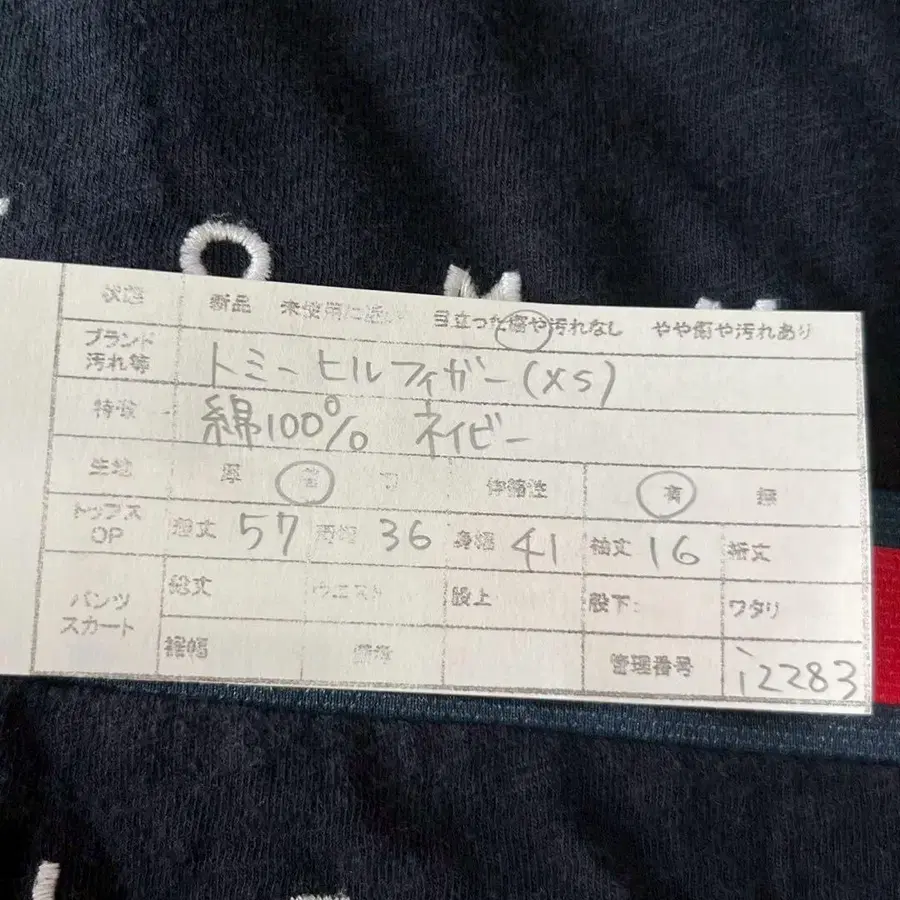 O M
状態 新品 未使用に近い 目立った傷や汚れなし やや傷や汚れあり
ブランド 汚れ等 トミーヒルフィガー(XS)
特徴 綿100% ネイビー
生地 厚 普 伸縮性 有 無
トップス OP 総丈 57 肩幅 36 身幅 41 袖丈 16 裄丈
パンツ スカート 総丈 ウエスト 股上 股下: ワタリ
裾幅 管理番号 i2283